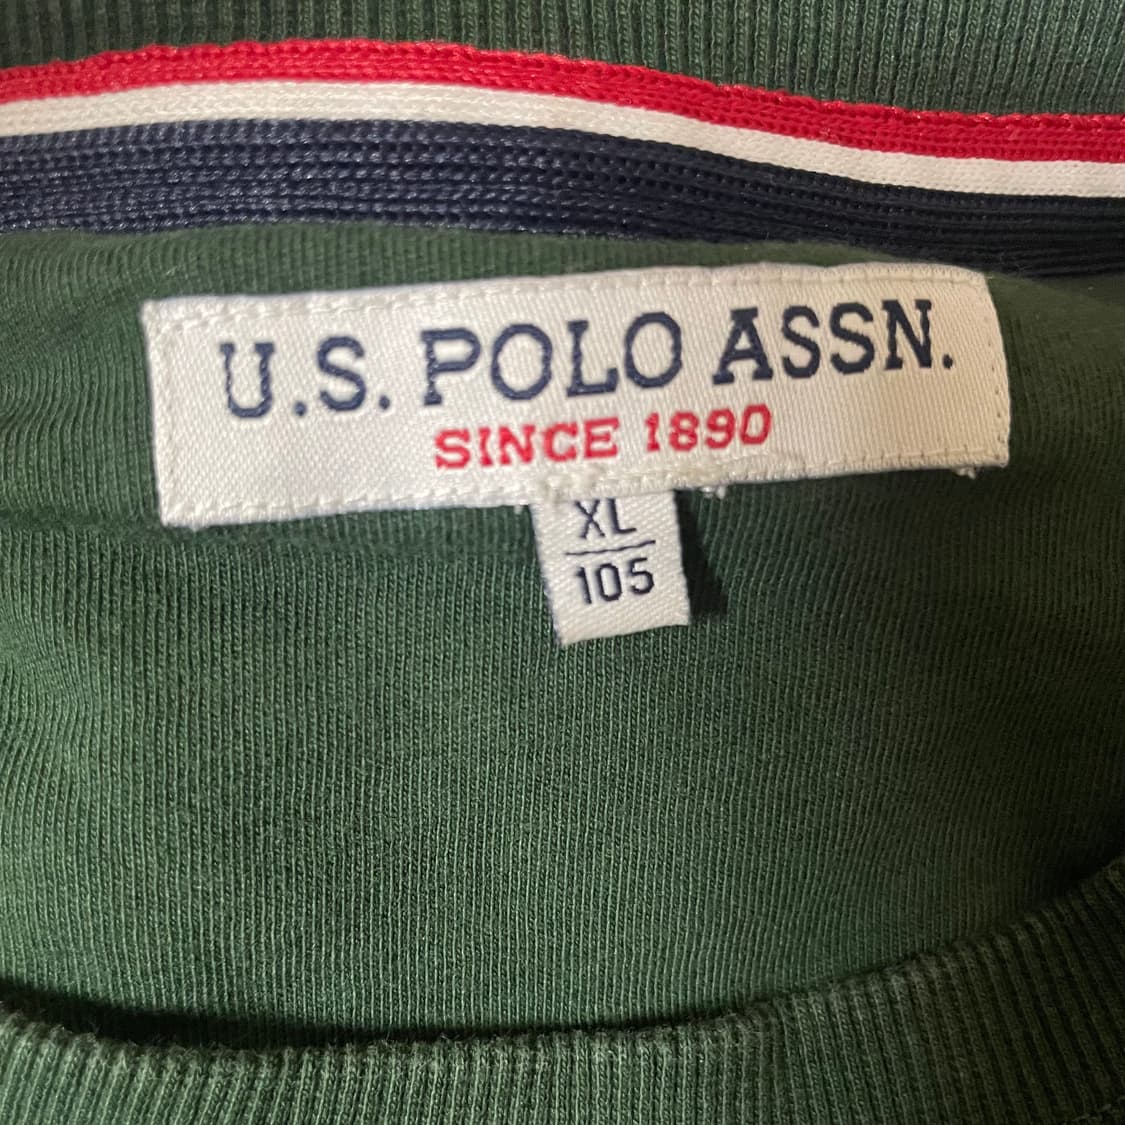 U.S. POLO ASSN.
SINCE 1890
XL
105